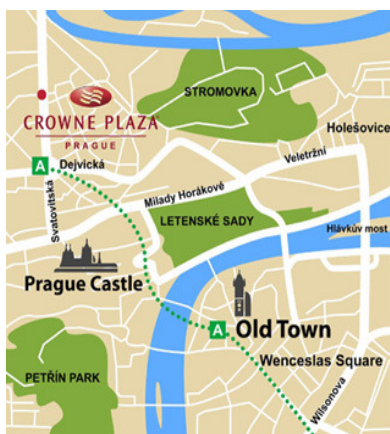 STROMOVKA
CROWNE PLAZA®
PRAGUE
Holešovice
Veletržní
A
Dejvická
Milady Horákové
Svatovítská
LETENSKÉ SADY
Hlávkův most
Prague Castle
A
Old Town
Wenceslas Square
PETŘÍN PARK
Wilsonova